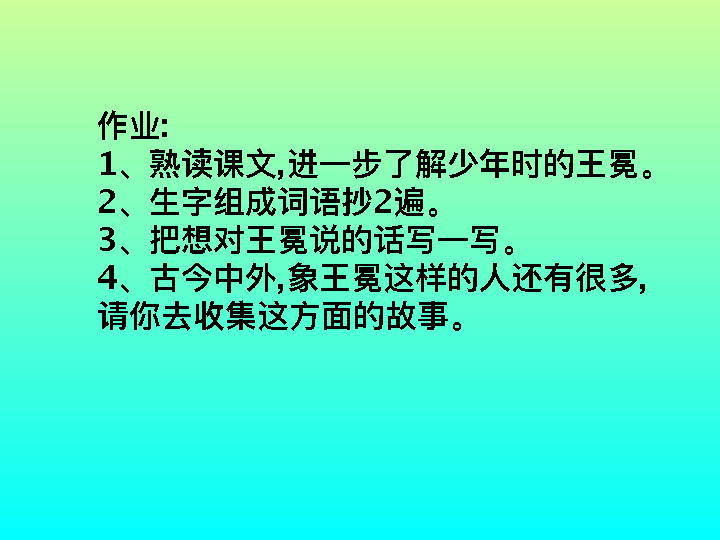 作业:
1、熟读课文,进一步了解少年时的王冕。
2、生字组成词语抄2遍。
3、把想对王冕说的话写一写。
4、古今中外,象王冕这样的人还有很多,
请你去收集这方面的故事。